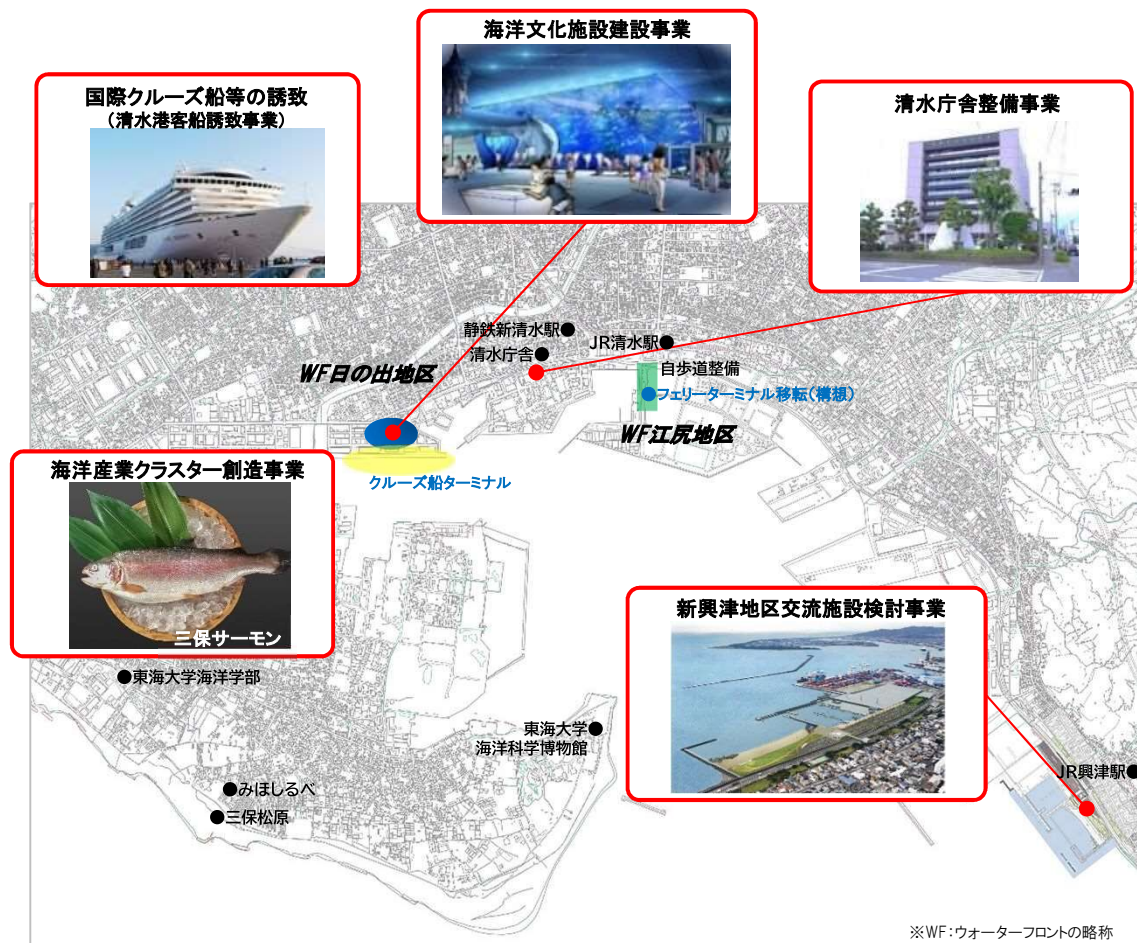 海洋文化施設建設事業
国際クルーズ船等の誘致
(清水港客船誘致事業)
清水庁舎整備事業
静鉄新清水駅●
JR清水駅●
清水庁舎●
自歩道整備
WF日の出地区
●フェリーターミナル移転(構想)
WF江尻地区
クルーズ船ターミナル
海洋産業クラスター創造事業
三保サーモン
新興津地区交流施設検討事業
●東海大学海洋学部
東海大学●
海洋科学博物館
JR興津駅●
●みほしるべ
●三保松原
※WF:ウォーターフロントの略称